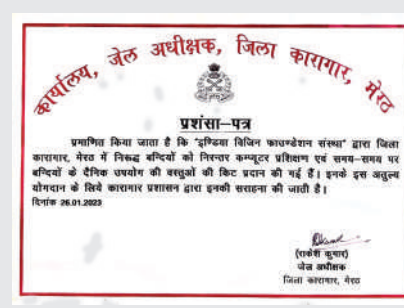 कार्यालय, जेल अधीक्षक, जिला कारागार, मेरठ
प्रशंसा-पत्र
प्रमाणित किया जाता है कि "इण्डिया विजिन फाउण्डेशन संस्था" द्वारा जिला
कारागार, मेरठ में निरूद्ध बन्दियों को निरन्तर कम्प्यूटर प्रशिक्षण एवं समय-समय पर
बन्दियों के दैनिक उपयोग की वस्तुओं की किट प्रदान की गई हैं। इनके इस अतुल्य
योगदान के लिये कारागार प्रशासन द्वारा इनकी सराहना की जाती है।
दिनांक 26.01.2023
(राकेश कुमार)
जेल अधीक्षक
जिला कारागार, मेरठ